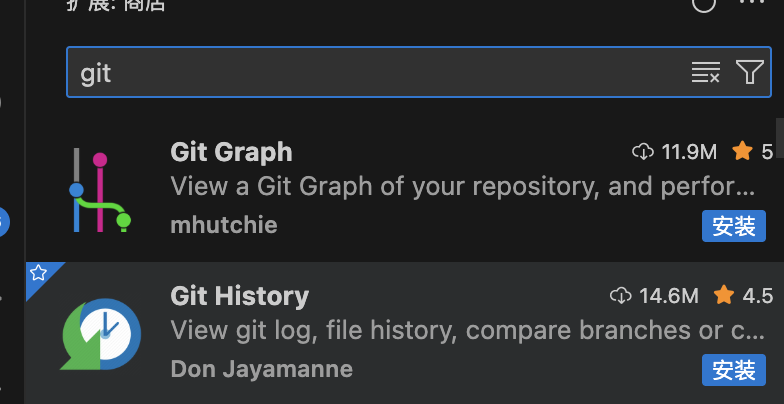 扩展: 商店
git
Git Graph 11.9M 5
View a Git Graph of your repository, and perfor...
mhutchie 安装
Git History 14.6M 4.5
View git log, file history, compare branches or c...
Don Jayamanne 安装